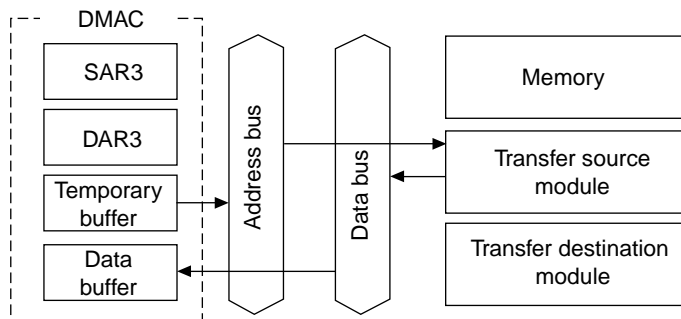 DMAC
SAR3
DAR3
Temporary
buffer
Data
buffer
Address bus
Data bus
Memory
Transfer source
module
Transfer destination
module